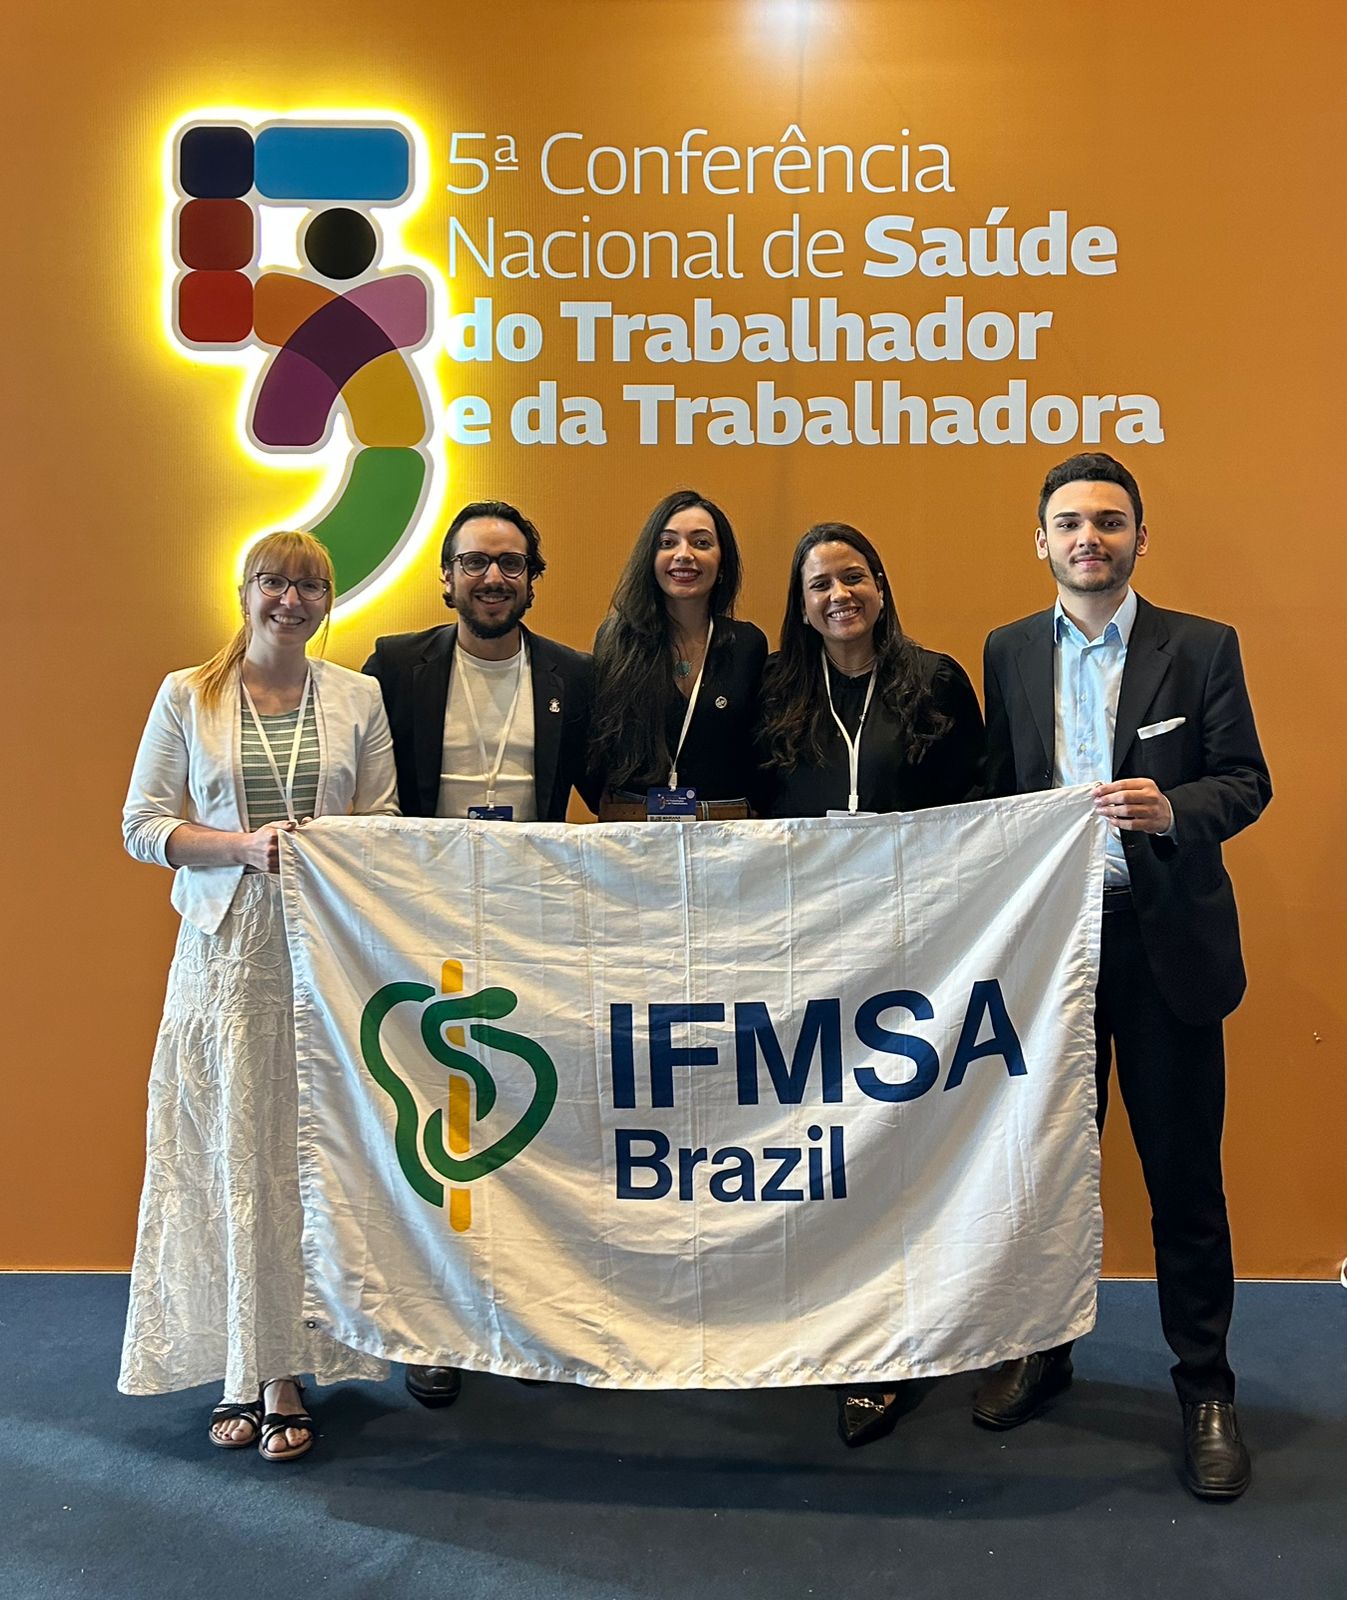 5ª Conferência
Nacional de Saúde
do Trabalhador
e da Trabalhadora
IFMSA
Brazil